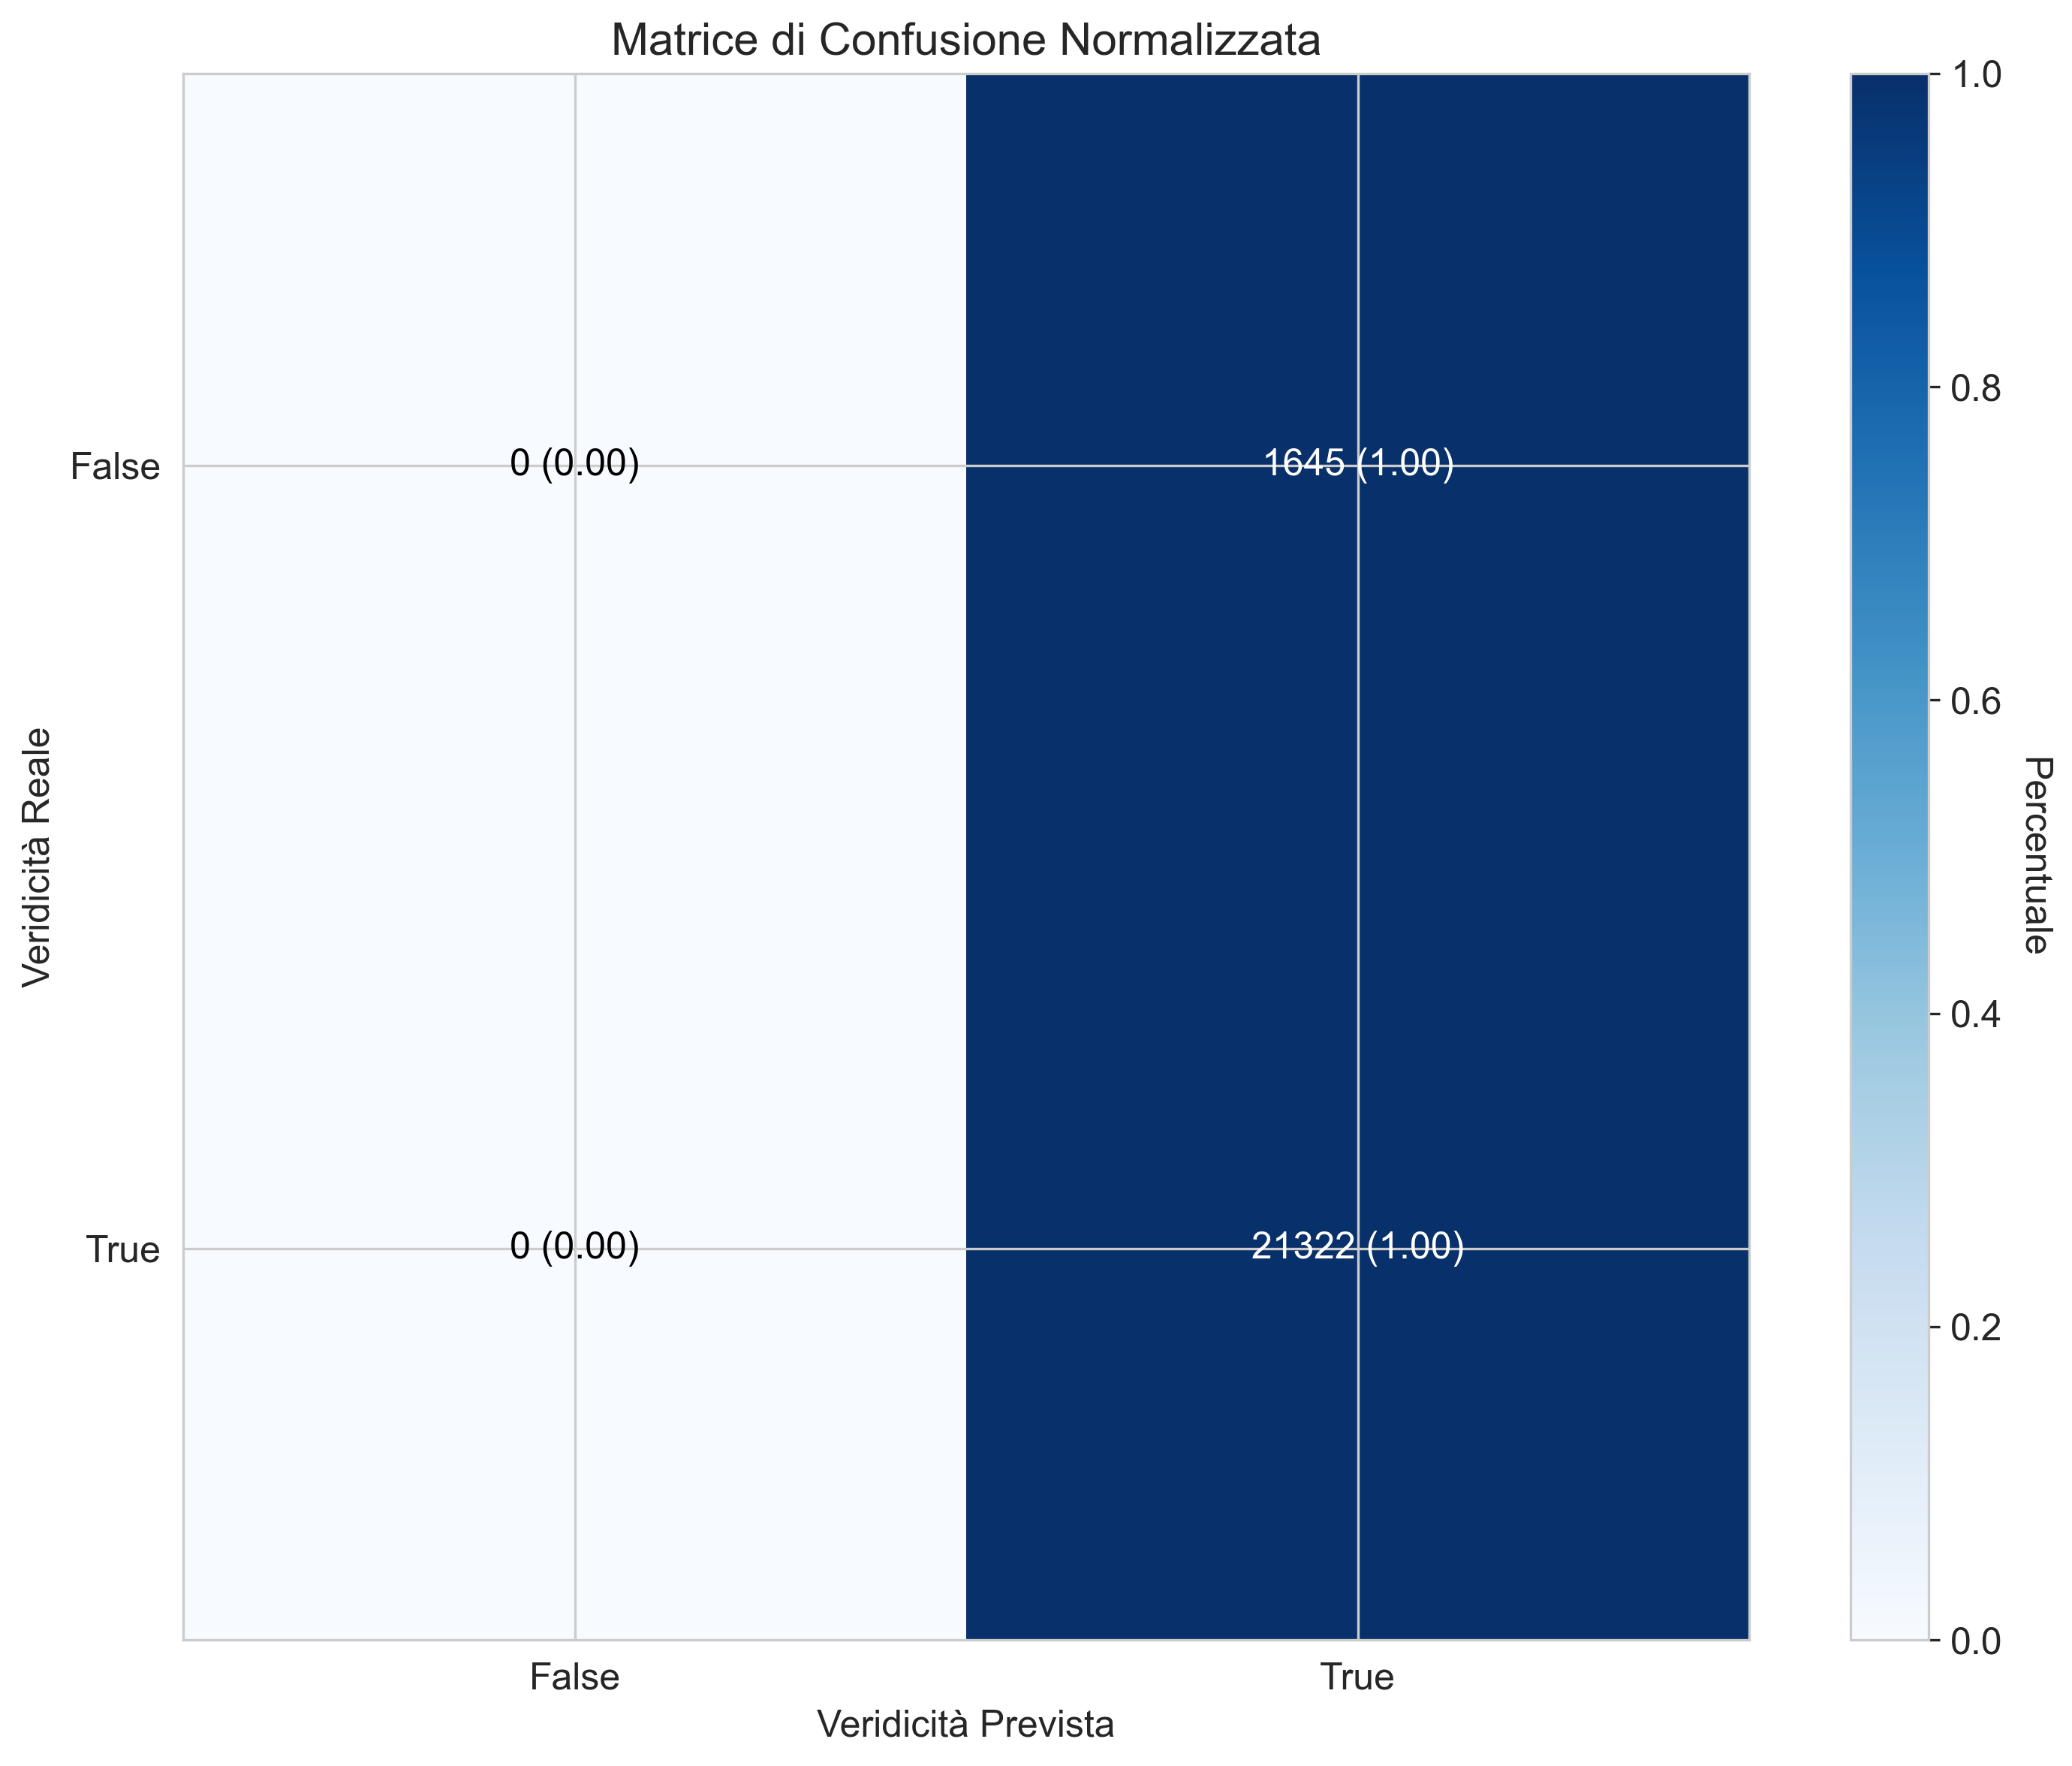 Matrice di Confusione Normalizzata
1.0
0.8
False
0 (0.00)
1645 (1.00)
0.6
Veridicità Reale
Percentuale
0.4
True
0 (0.00)
21322 (1.00)
0.2
0.0
False
True
Veridicità Prevista